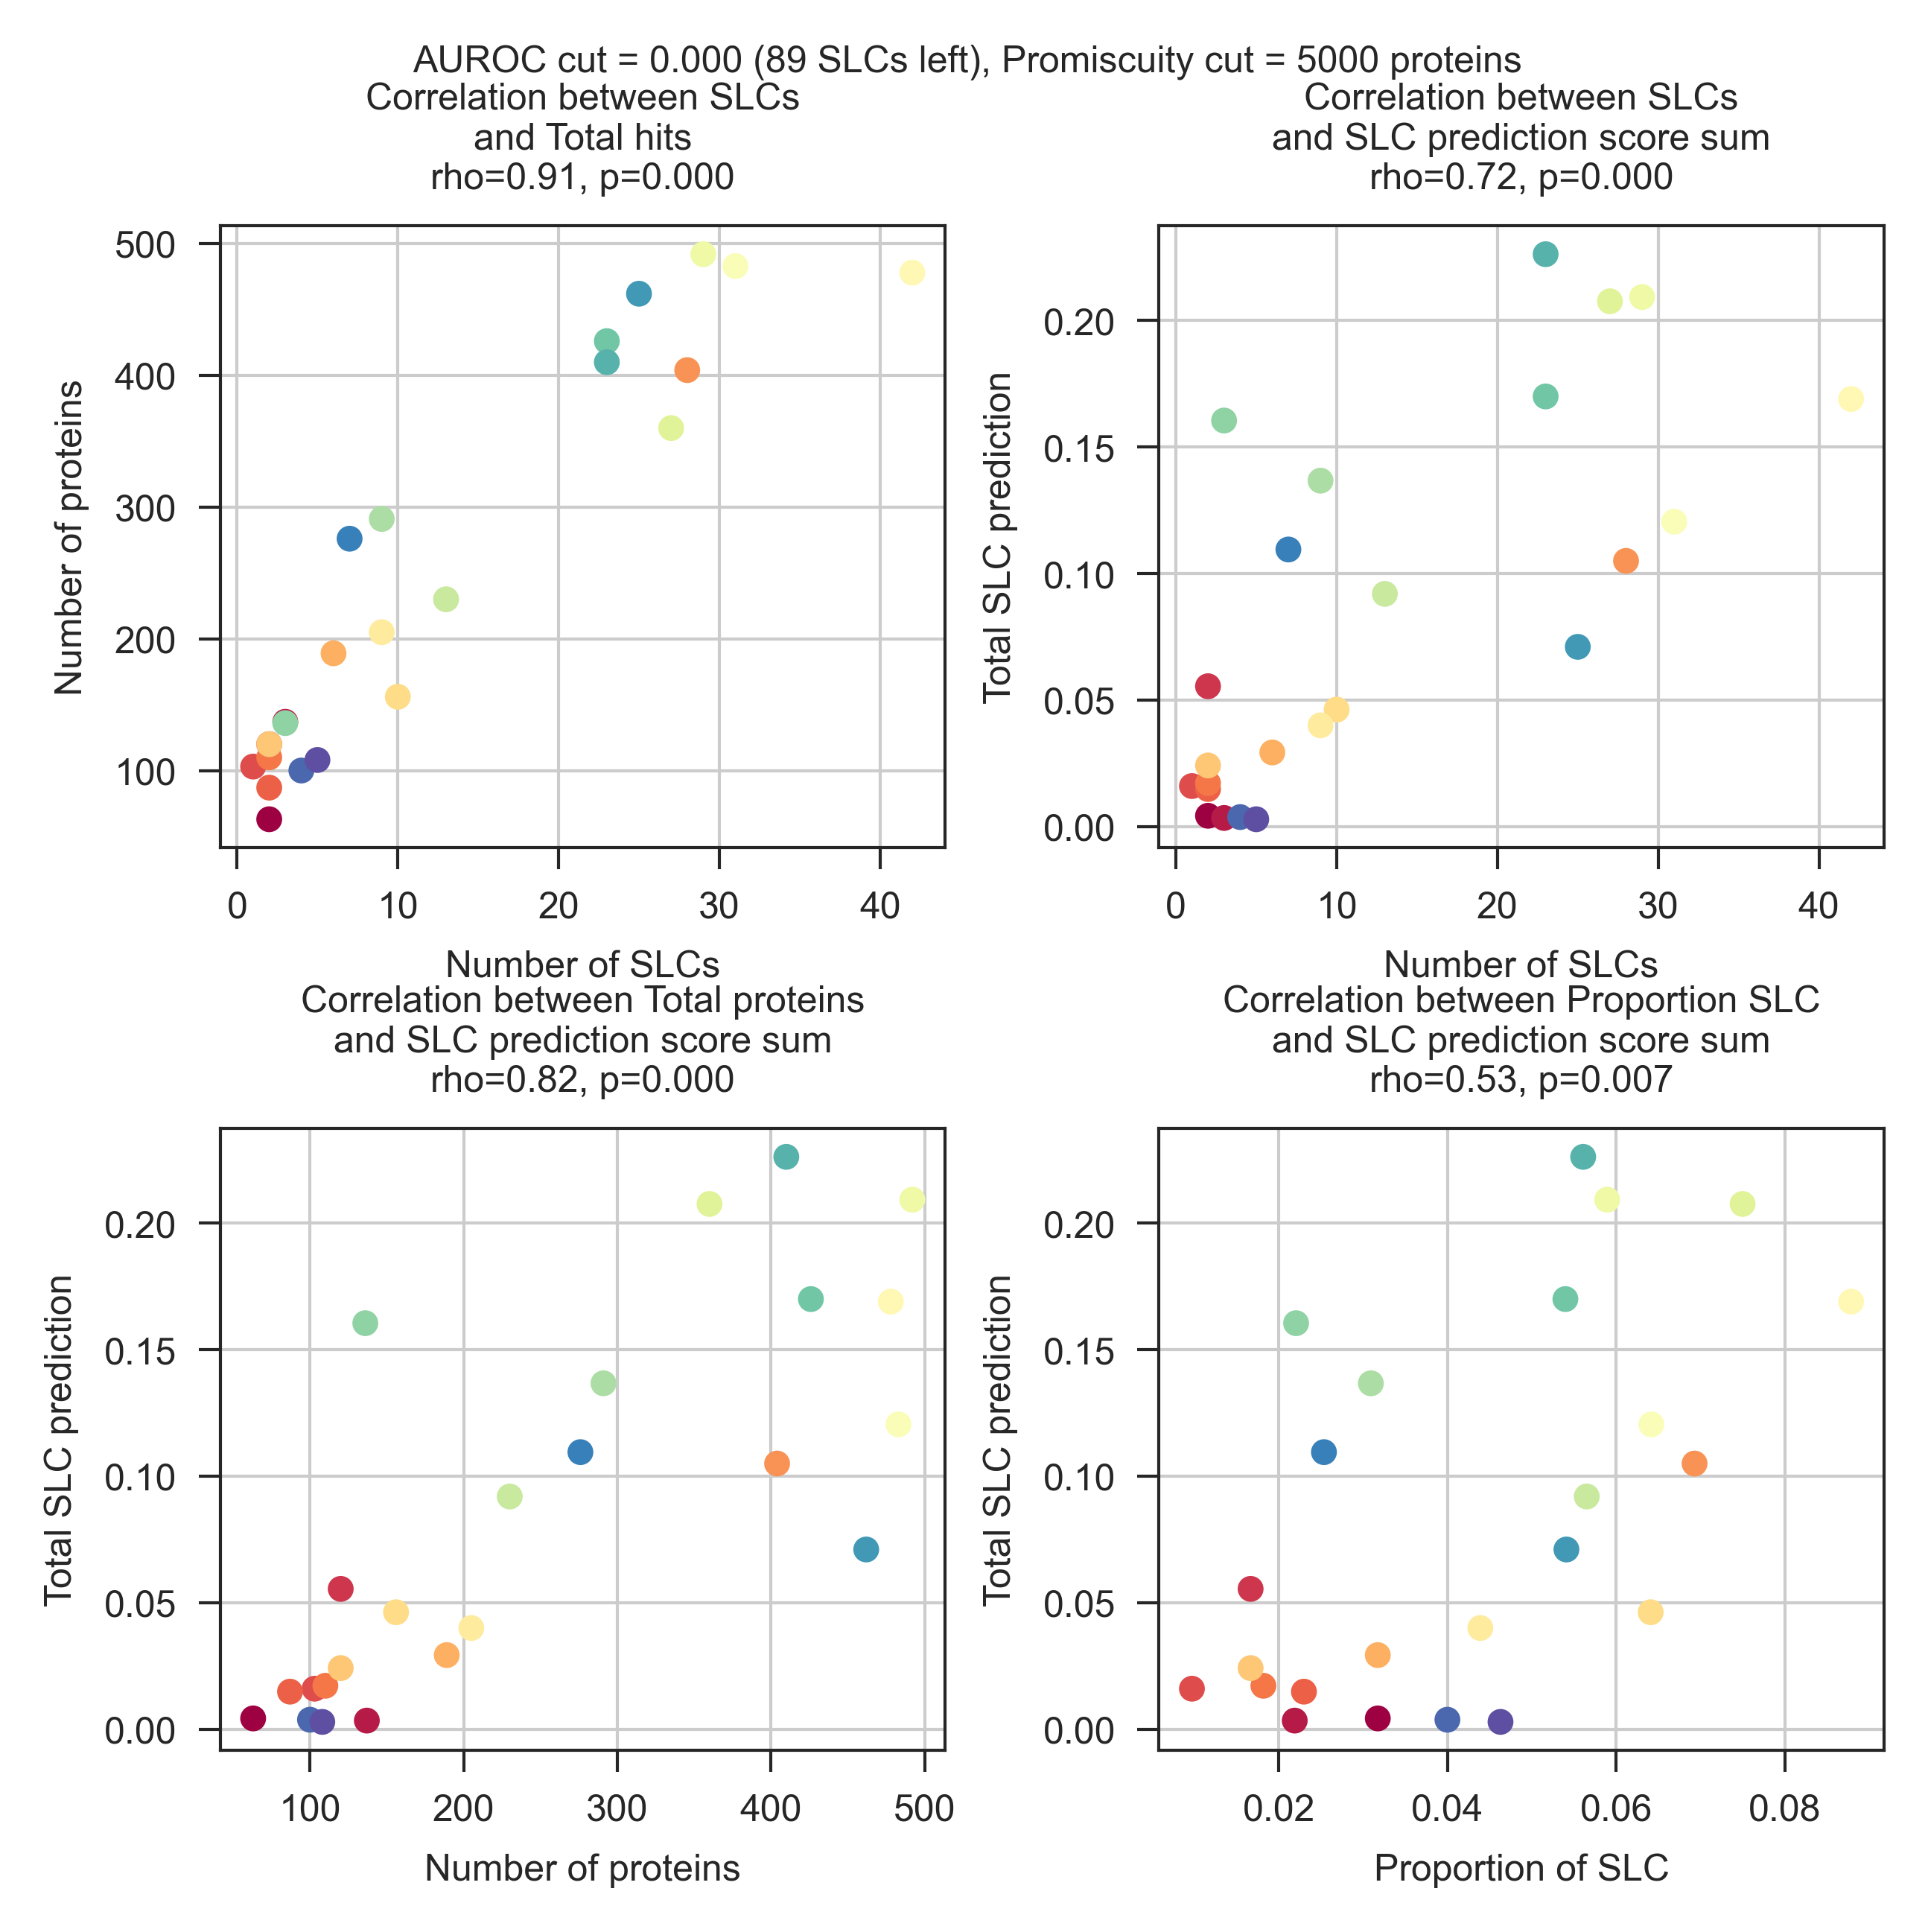 AUROC cut = 0.000 (89 SLCs left), Promiscuity cut = 5000 proteins
Correlation between SLCs
and Total hits
rho=0.91, p=0.000
500
400
300
200
100
Number of proteins
0 10 20 30 40
Number of SLCs
Correlation between SLCs
and SLC prediction score sum
rho=0.72, p=0.000
0.20
0.15
0.10
0.05
0.00
Total SLC prediction
0 10 20 30 40
Number of SLCs
Correlation between Total proteins
and SLC prediction score sum
rho=0.82, p=0.000
0.20
0.15
0.10
0.05
0.00
Total SLC prediction
100 200 300 400 500
Number of proteins
Correlation between Proportion SLC
and SLC prediction score sum
rho=0.53, p=0.007
0.20
0.15
0.10
0.05
0.00
Total SLC prediction
0.02 0.04 0.06 0.08
Proportion of SLC